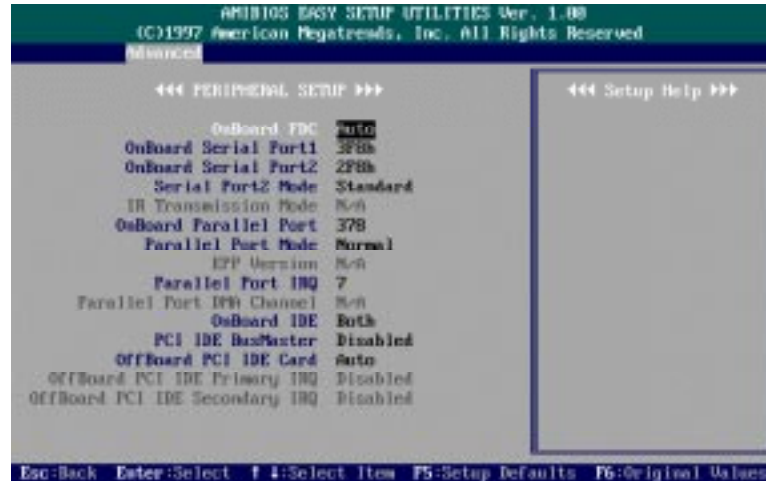 AMIBIOS EASY SETUP UTILITIES Ver. 1.00
(C)1997 American Megatrends, Inc. All Rights Reserved
Advanced
PERIPHERAL SETUP
Setup Help
OnBoard FDC Auto
OnBoard Serial Port1 3F8h
OnBoard Serial Port2 2F8h
Serial Port2 Mode Standard
IR Transmission Mode N/A
OnBoard Parallel Port 378
Parallel Port Mode Normal
EPP Version N/A
Parallel Port IRQ 7
Parallel Port DMA Channel N/A
OnBoard IDE Both
PCI IDE BusMaster Disabled
OffBoard PCI IDE Card Auto
OffBoard PCI IDE Primary IRQ Disabled
OffBoard PCI IDE Secondary IRQ Disabled
Esc:Back Enter:Select ↑ ↓:Select Item F5:Setup Defaults F6:Original Values